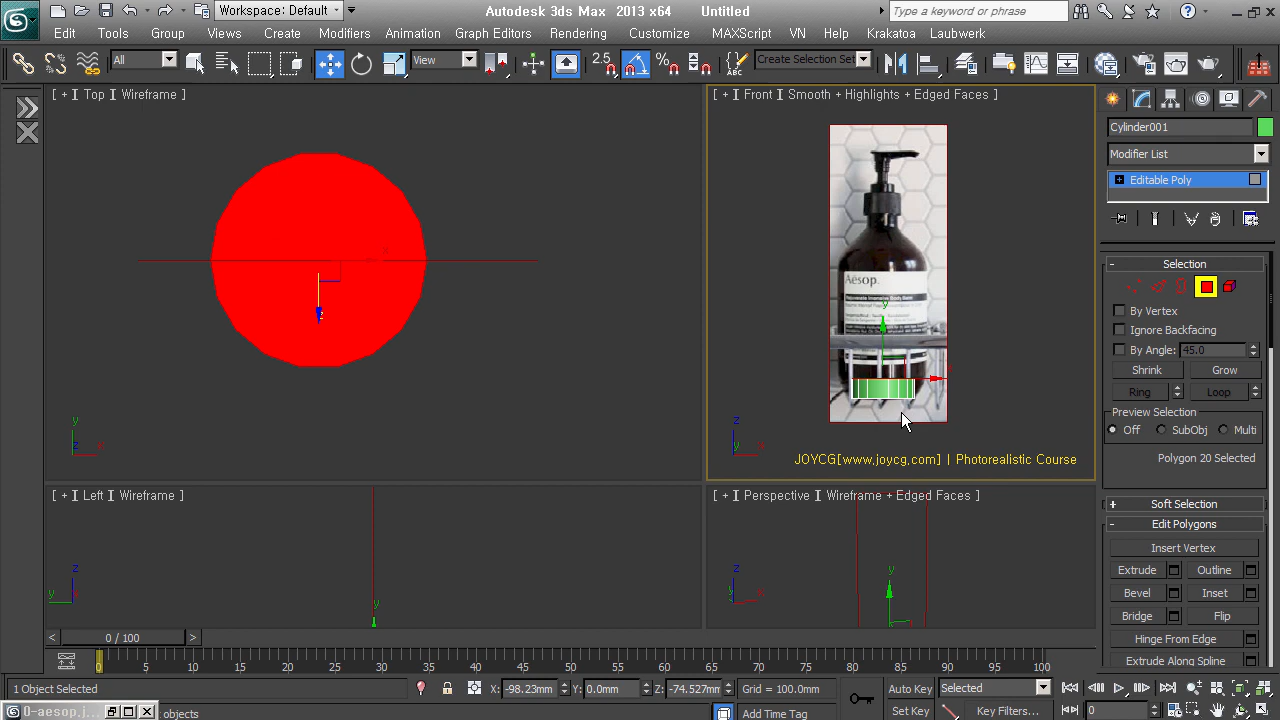 Workspace: Default
Autodesk 3ds Max 2013 x64 Untitled
Type a keyword or phrase
Edit Tools Group Views Create Modifiers Animation Graph Editors Rendering Customize MAXScript VN Help Krakatoa Laubwerk
All View 2.5 Create Selection Set
[ + ] Top ] Wireframe ]
[ + ] Front ] Smooth + Highlights + Edged Faces ]
Cylinder001
Modifier List
Editable Poly
Aēsop.
Selection
By Vertex
Ignore Backfacing
By Angle: 45.0
Shrink Grow
Ring Loop
Preview Selection
Off SubObj Multi
Polygon 20 Selected
JOYCG[www.joycg.com] | Photorealistic Course
[ + ] Left ] Wireframe ]
[ + ] Perspective ] Wireframe + Edged Faces ]
Soft Selection
Edit Polygons
Insert Vertex
Extrude Outline
Bevel Inset
Bridge Flip
Hinge From Edge
Extrude Along Spline
0 / 100
0 5 10 15 20 25 30 35 40 45 50 55 60 65 70 75 80 85 90 95 100
1 Object Selected X: -98.23mm Y: 0.0mm Z: -74.527mm Grid = 100.0mm Auto Key Selected
0-aesop,j... objects Add Time Tag Set Key Key Filters... 0